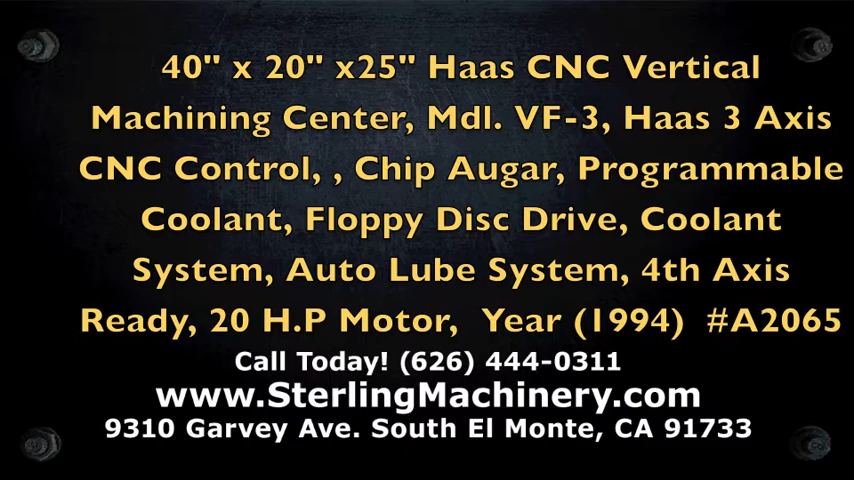 40" x 20" x25" Haas CNC Vertical
Machining Center, Mdl. VF-3, Haas 3 Axis
CNC Control, , Chip Augar, Programmable
Coolant, Floppy Disc Drive, Coolant
System, Auto Lube System, 4th Axis
Ready, 20 H.P Motor,  Year (1994)  #A2065
Call Today! (626) 444-0311
www.SterlingMachinery.com
9310 Garvey Ave. South El Monte, CA 91733